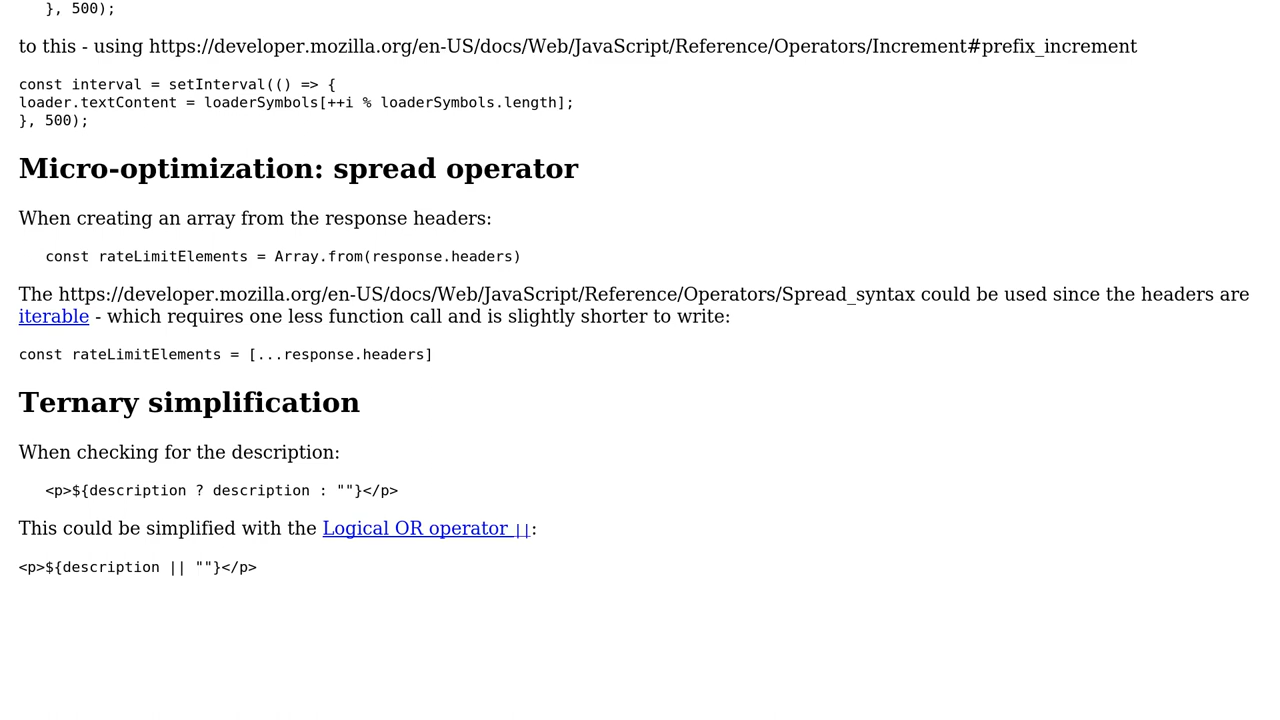 }, 500);
to this - using https://developer.mozilla.org/en-US/docs/Web/JavaScript/Reference/Operators/Increment#prefix_increment
const interval = setInterval(() => {
loader.textContent = loaderSymbols[++i % loaderSymbols.length];
}, 500);
Micro-optimization: spread operator
When creating an array from the response headers:
const rateLimitElements = Array.from(response.headers)
The https://developer.mozilla.org/en-US/docs/Web/JavaScript/Reference/Operators/Spread_syntax could be used since the headers are
iterable - which requires one less function call and is slightly shorter to write:
const rateLimitElements = [...response.headers]
Ternary simplification
When checking for the description:
<p>${description ? description : ""}</p>
This could be simplified with the Logical OR operator ||:
<p>${description || ""}</p>